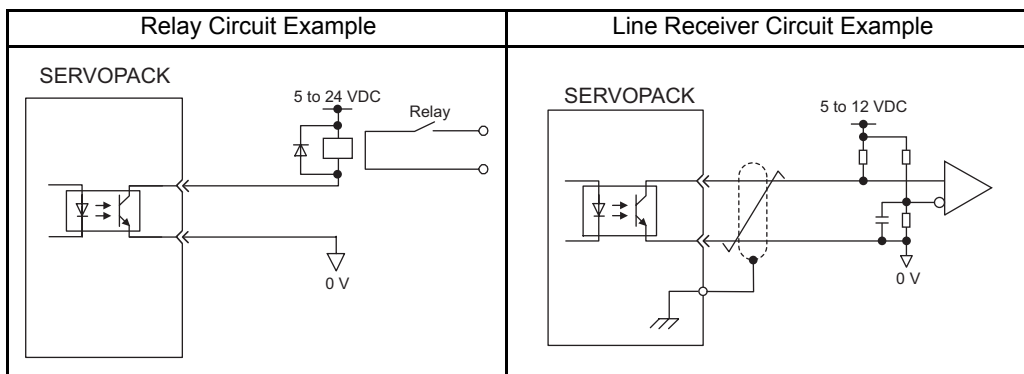 Relay Circuit Example
Line Receiver Circuit Example
SERVOPACK
5 to 24 VDC
Relay
0 V
SERVOPACK
5 to 12 VDC
0 V